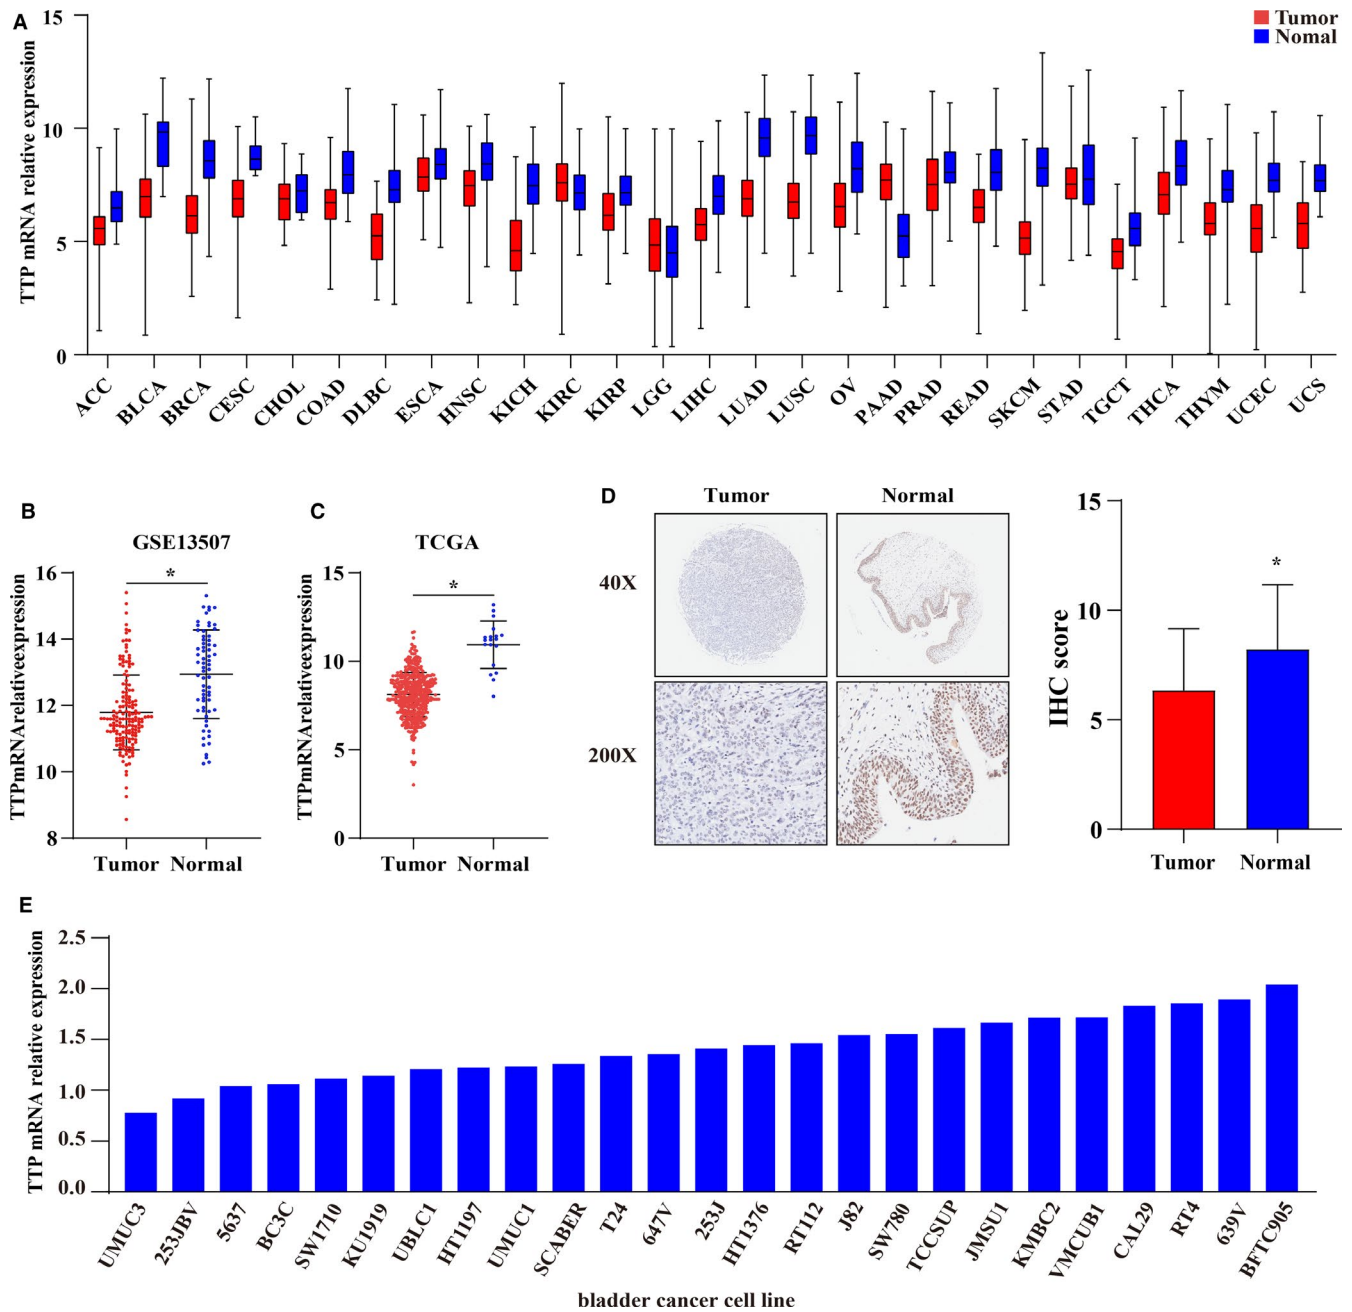 A
TTP mRNA relative expression
15
10
5
0
Tumor
Nomal
ACC BLCA BRCA CESC CHOL COAD DLBC ESCA HNSC KICH KIRC KIRP LGG LIHC LUAD LUSC OV PAAD PRAD READ SKCM STAD TGCT THCA THYM UCEC UCS
B
GSE13507
*
TTPmRNArelativeexpression
16
14
12
10
8
Tumor Normal
C
TCGA
*
TTPmRNArelativeexpression
15
10
5
0
Tumor Normal
D
Tumor Normal
40X
200X
IHC score
15
10
5
0
*
Tumor Normal
E
TTP mRNA relative expression
2.5
2.0
1.5
1.0
0.5
0.0
UMUC3 253JBV 5637 BC3C SW1710 KU1919 UBLC1 HT1197 UMUC1 SCABER T24 647V 253J HT1376 RT112 J82 SW780 TCCSUP JMSU1 KMBC2 VMCUB1 CAL29 RT4 639V BFTC905
bladder cancer cell line